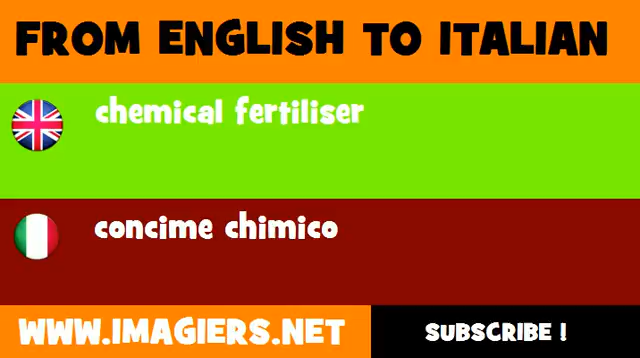 FROM ENGLISH TO ITALIAN
chemical fertiliser
concime chimico
WWW.IMAGIERS.NET
SUBSCRIBE !